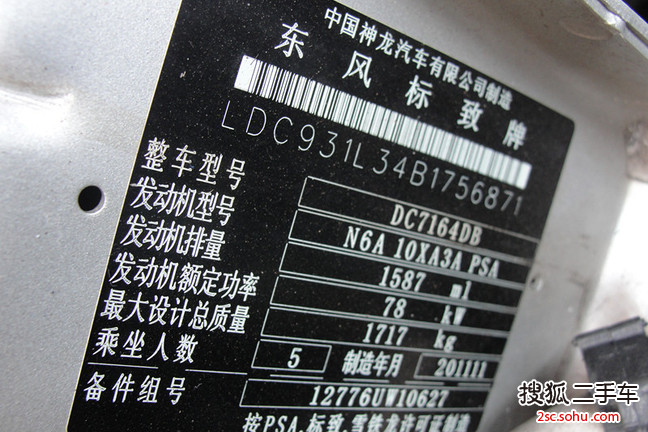 中国神龙汽车有限公司制造
东风标致牌
LDC931L34B1756871
整车型号 DC7164DB
发动机型号 N6A 10XA3A PSA
发动机排量 1587 ml
发动机额定功率 78 kW
最大设计总质量 1717 kg
乘坐人数 5 制造年月 201111
备件组号 12776UW10627
按PSA.标致.雪铁龙许可证制造
搜狐二手车
2sc.sohu.com